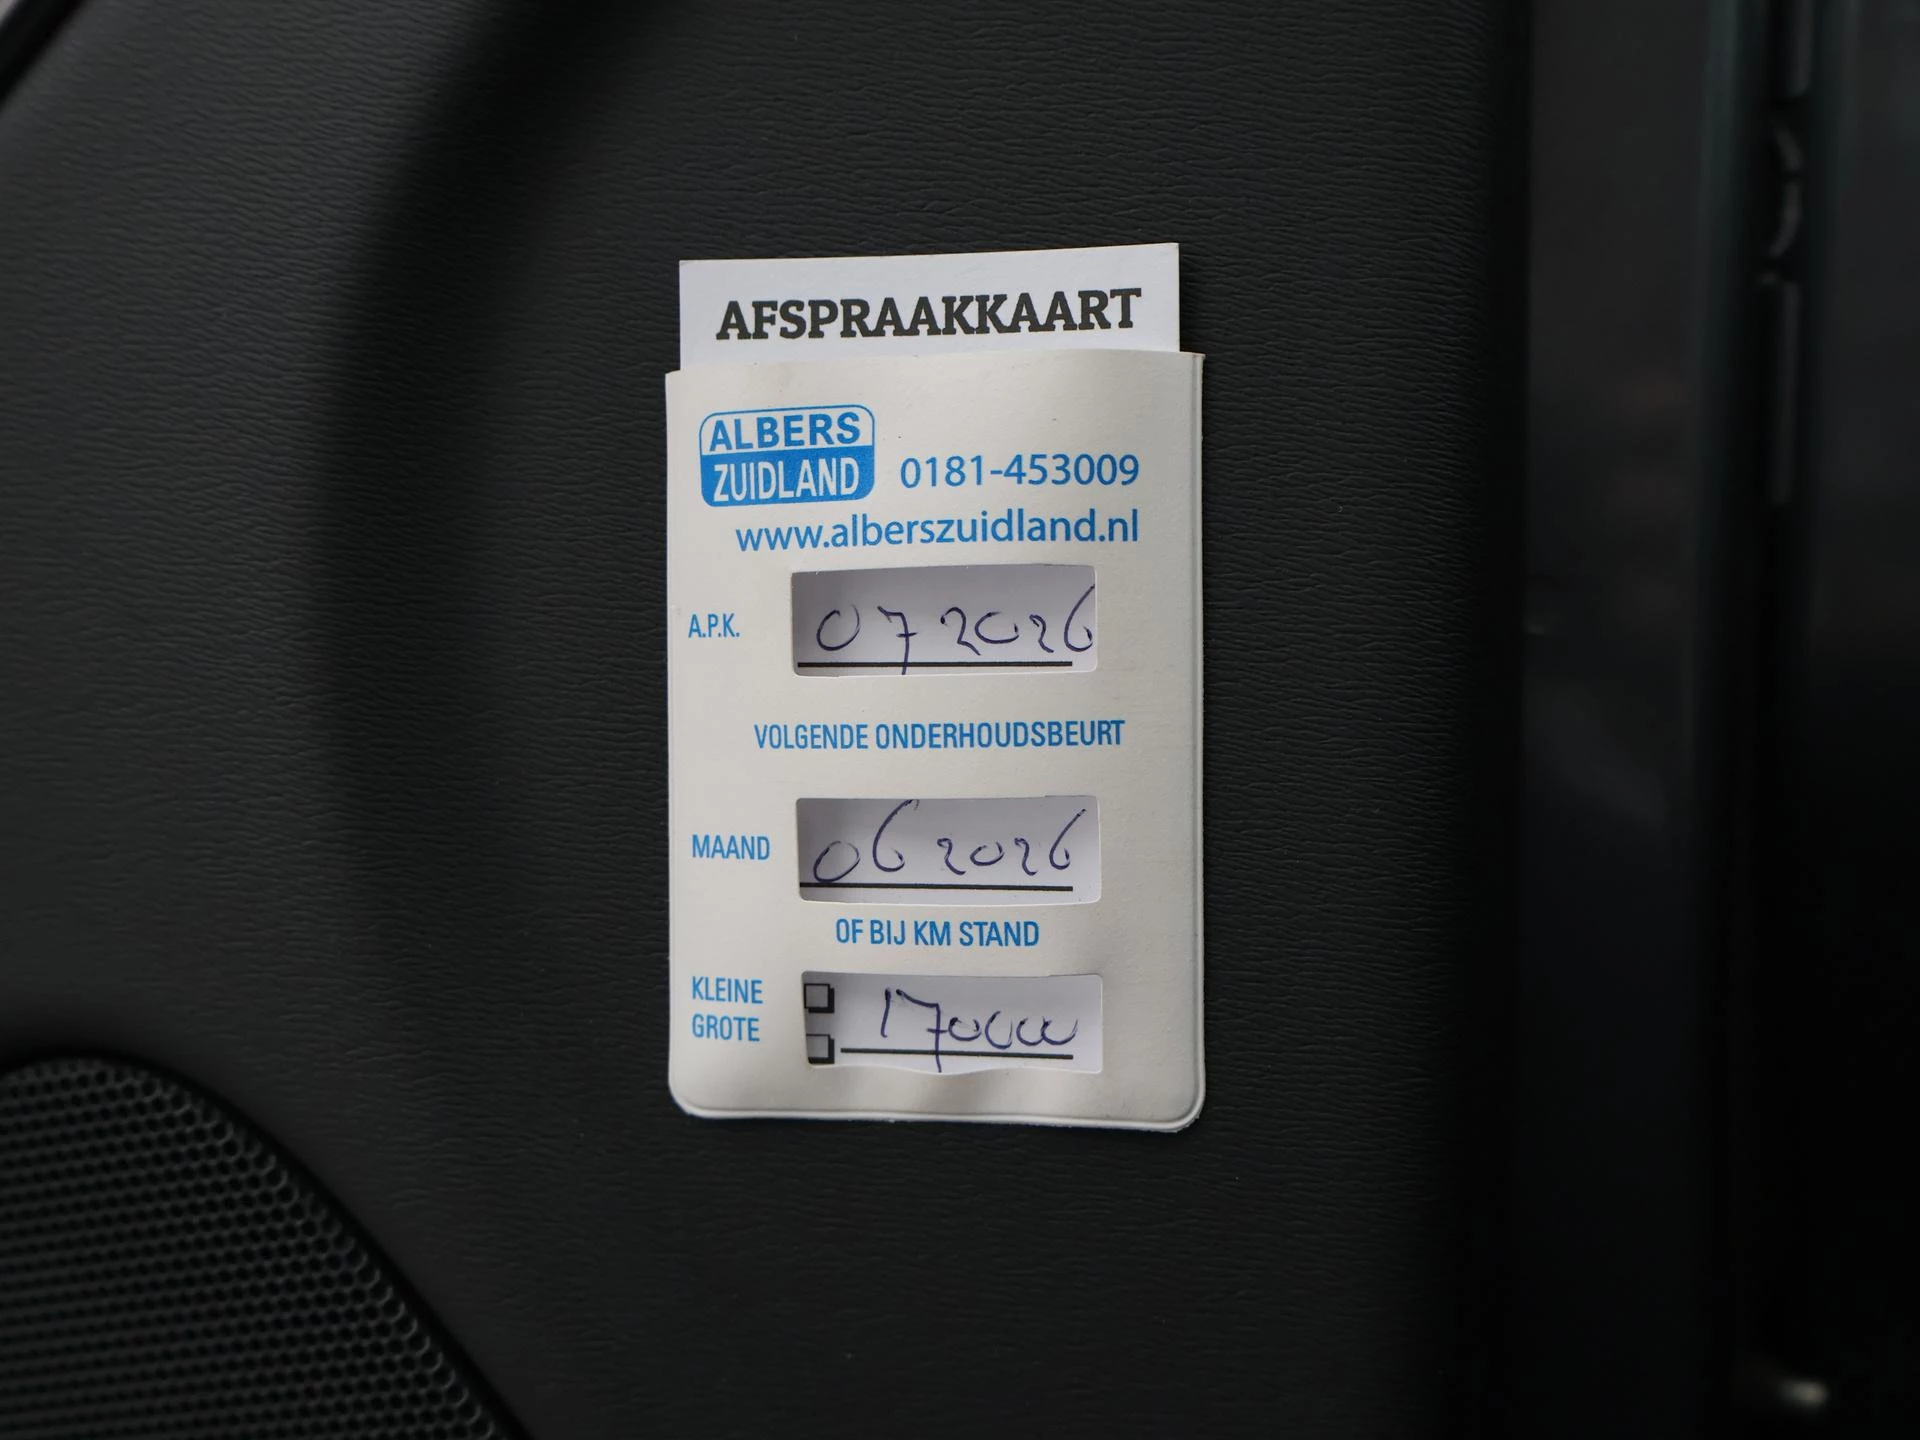 AFSPRAAKKAART
ALBERS
ZUIDLAND 0181-453009
www.alberszuidland.nl
A.P.K. 07 2026
VOLGENDE ONDERHOUDSBEURT
MAAND 06 2026
OF BIJ KM STAND
KLEINE 170000
GROTE